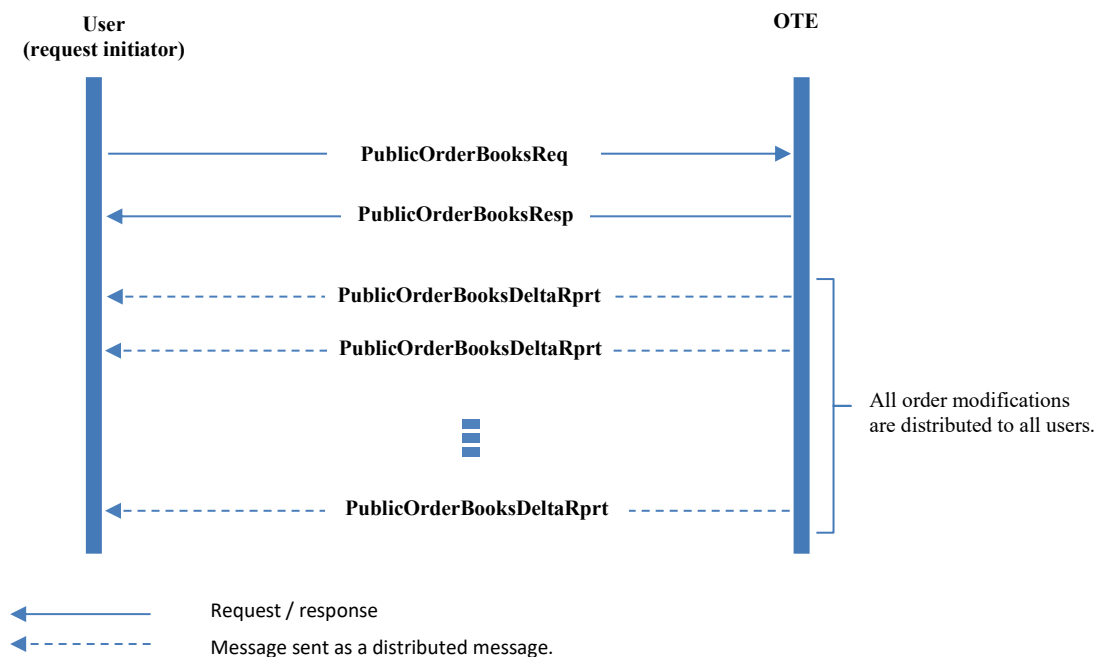 User
(request initiator)
OTE
PublicOrderBooksReq
PublicOrderBooksResp
PublicOrderBooksDeltaRprt
PublicOrderBooksDeltaRprt
All order modifications
are distributed to all users.
PublicOrderBooksDeltaRprt
Request / response
Message sent as a distributed message.